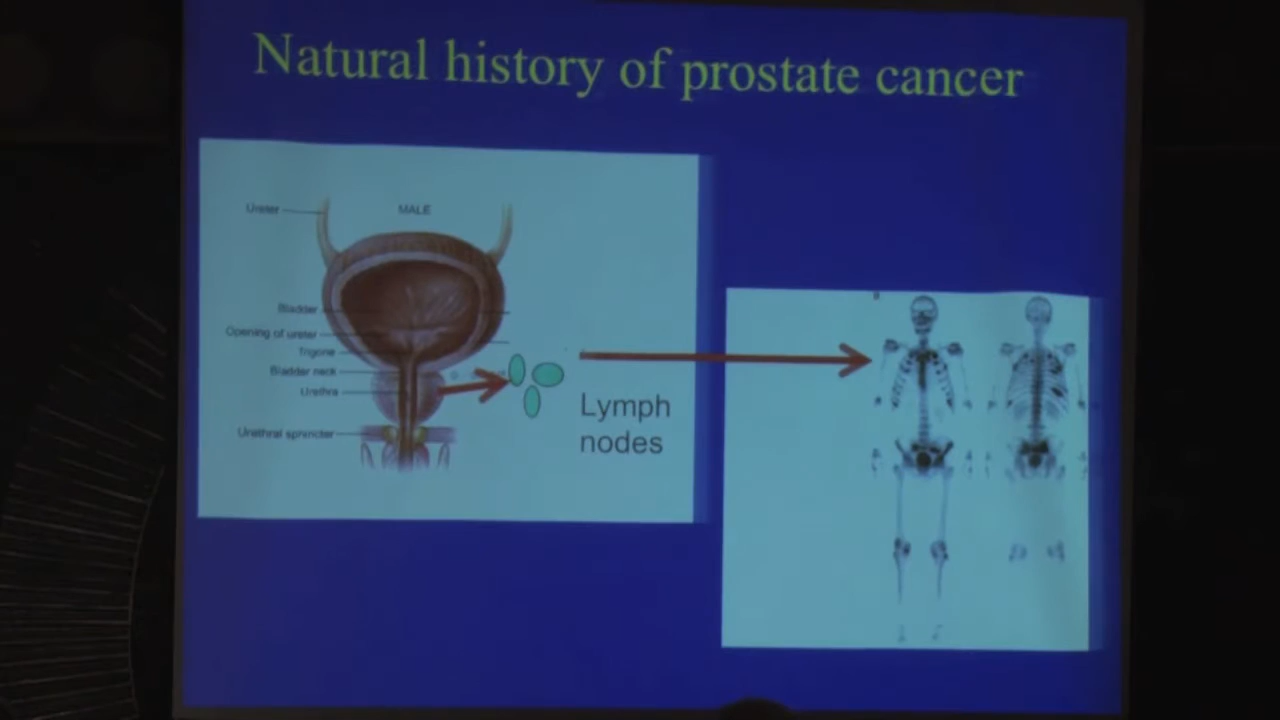 Natural history of prostate cancer
Ureter
MALE
Bladder
Opening of ureter
Trigone
Bladder neck
Urethra
Urethral sphincter
Lymph
nodes